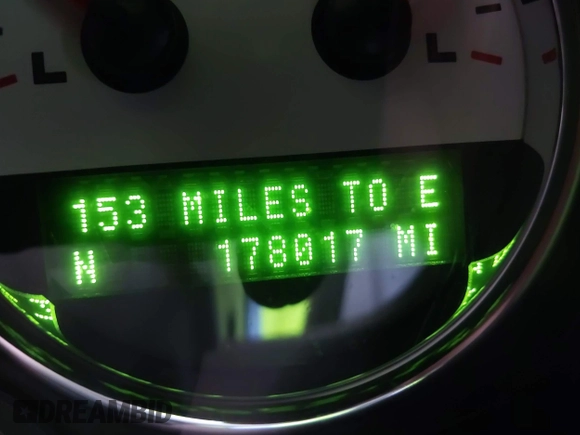 L
L
153 MILES TO E
N 178017 MI
DREAMBID